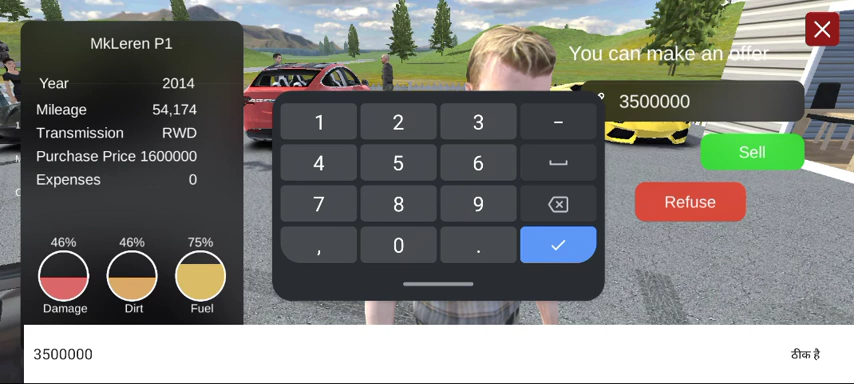 MkLeren P1
Year 2014
Mileage 54,174
Transmission RWD
Purchase Price 1600000
Expenses 0
46% 46% 75%
Damage Dirt Fuel
1 2 3 -
4 5 6
7 8 9
, 0 .
You can make an offer
3500000
Sell
Refuse
3500000 ठीक है